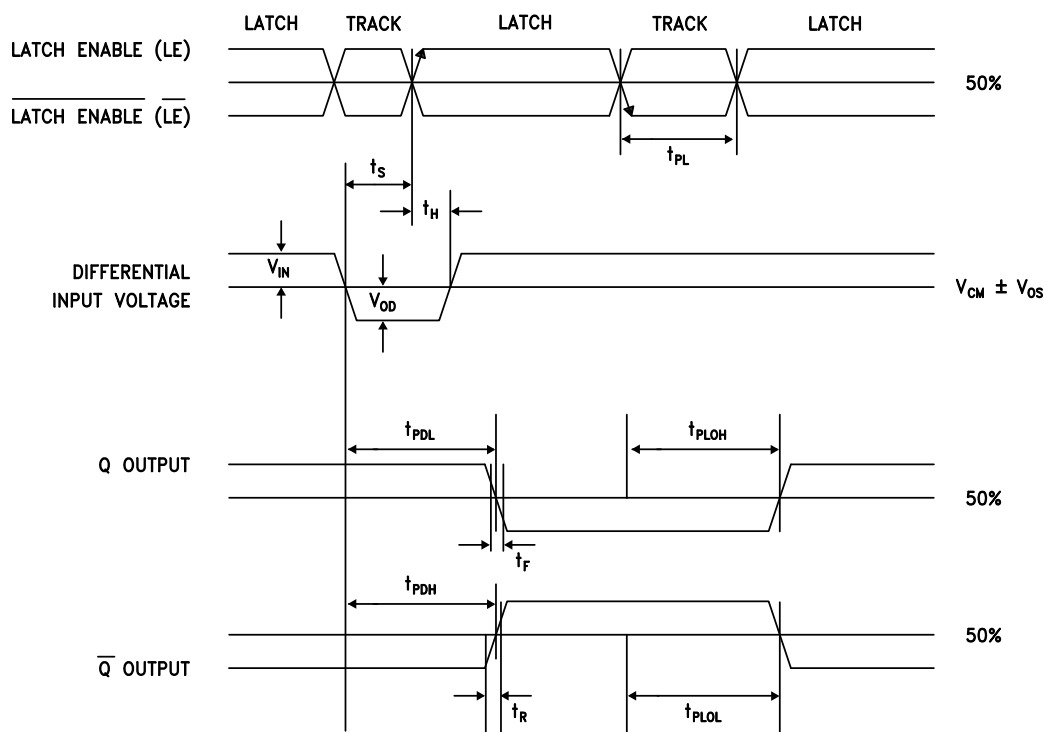 LATCH TRACK LATCH TRACK LATCH
LATCH ENABLE (LE)
50%
LATCH ENABLE (LE)
tPL
tS
tH
VIN
DIFFERENTIAL
INPUT VOLTAGE
VOD
VCM ± VOS
tPDL tPLOH
Q OUTPUT
50%
tF
tPDH
50%
Q OUTPUT
tR tPLOL